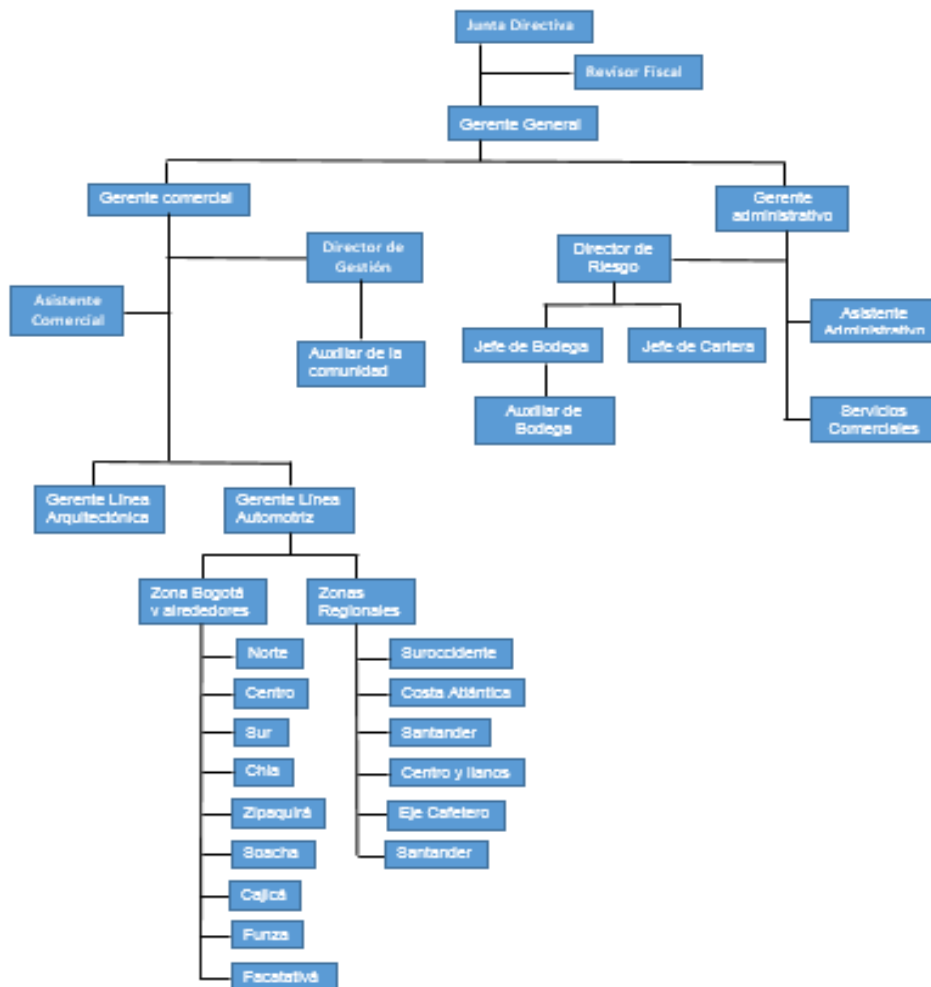 Junta Directiva
Revisor Fiscal
Gerente General
Gerente comercial
Gerente
administrativo
Director de
Gestión
Director de
Riesgo
Asistente
Comercial
Asistente
Administrativo
Auxiliar de la
comunidad
Jefe de Bodega
Jefe de Cartera
Auxiliar de
Bodega
Servicios
Comerciales
Gerente Línea
Arquitectónica
Gerente Línea
Automotriz
Zona Bogotá
y alrededores
Zonas
Regionales
Norte
Centro
Sur
Chia
Zipaquirá
Soacha
Cajicá
Funza
Facatativá
Suroccidente
Costa Atlántica
Santander
Centro y llanos
Eje Cafetero
Santander